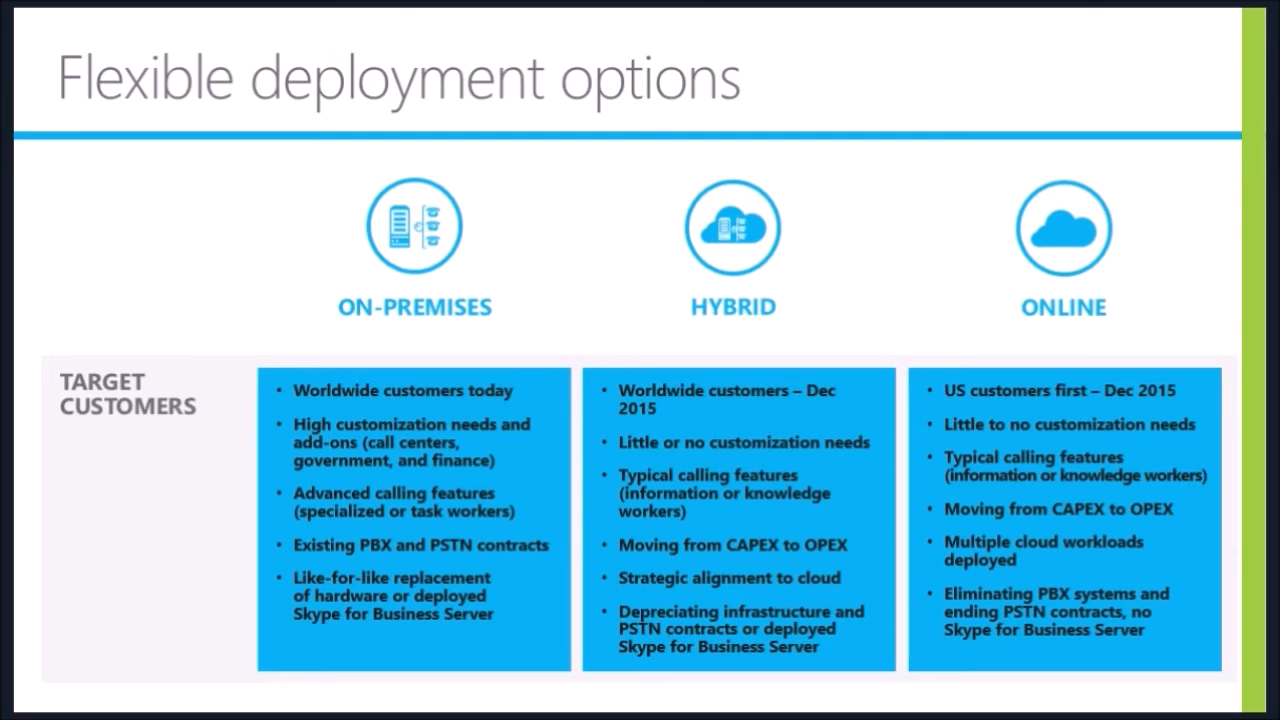 Flexible deployment options
ON-PREMISES
HYBRID
ONLINE
TARGET
CUSTOMERS
• Worldwide customers today
• High customization needs and
add-ons (call centers,
government, and finance)
• Advanced calling features
(specialized or task workers)
• Existing PBX and PSTN contracts
• Like-for-like replacement
of hardware or deployed
Skype for Business Server
• Worldwide customers – Dec
2015
• Little or no customization needs
• Typical calling features
(information or knowledge
workers)
• Moving from CAPEX to OPEX
• Strategic alignment to cloud
• Depreciating infrastructure and
PSTN contracts or deployed
Skype for Business Server
• US customers first – Dec 2015
• Little to no customization needs
• Typical calling features
(information or knowledge workers)
• Moving from CAPEX to OPEX
• Multiple cloud workloads
deployed
• Eliminating PBX systems and
ending PSTN contracts, no
Skype for Business Server